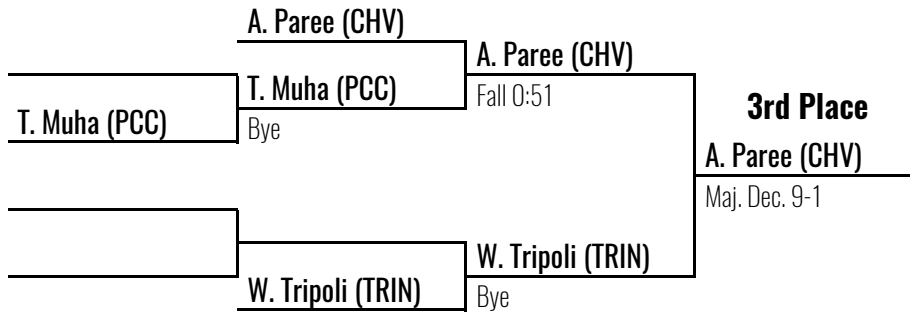 A. Paree (CHV)
A. Paree (CHV)
T. Muha (PCC)
Fall 0:51
3rd Place
T. Muha (PCC)
Bye
A. Paree (CHV)
Maj. Dec. 9-1
W. Tripoli (TRIN)
W. Tripoli (TRIN)
Bye